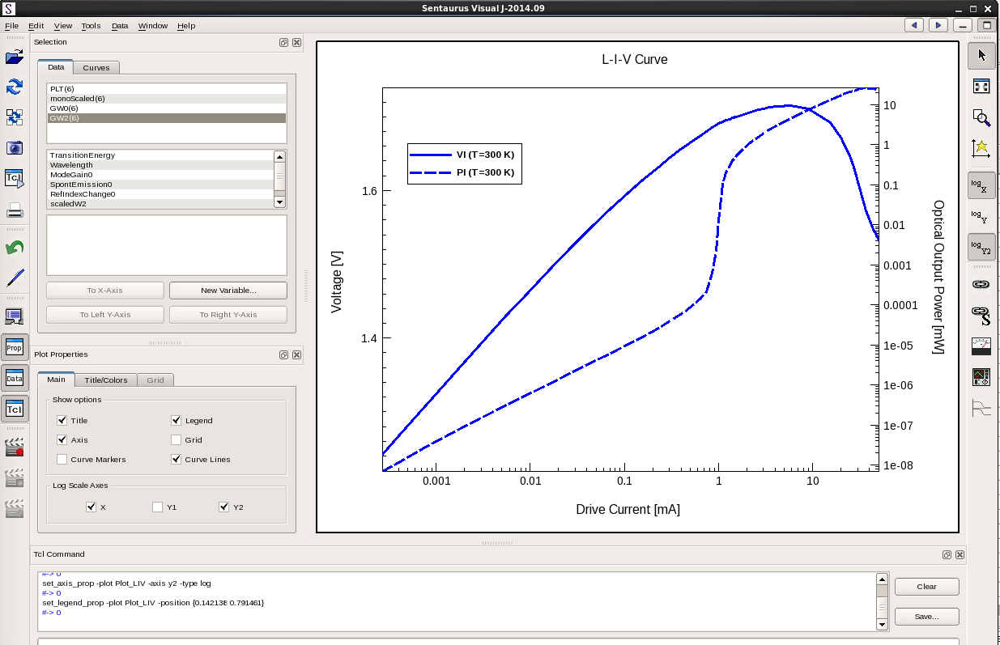 S Sentaurus Visual J-2014.09
File Edit View Tools Data Window Help
Selection
Data Curves
PLT(6)
monoScaled(6)
GW0(6)
GW2(6)
TransitionEnergy
Wavelength
ModeGain0
SpontEmission0
RefIndexChange0
scaledW2
To X-Axis New Variable...
To Left Y-Axis To Right Y-Axis
Tcl
Prop
Data
Tcl
Plot Properties
Main Title/Colors Grid
Show options
Title Legend
Axis Grid
Curve Markers Curve Lines
Log Scale Axes
X Y1 Y2
L-I-V Curve
VI (T=300 K)
PI (T=300 K)
Voltage [V]
1.6
1.4
Optical Output Power [mW]
10
1
0.1
0.01
0.001
0.0001
1e-05
1e-06
1e-07
1e-08
0.001 0.01 0.1 1 10
Drive Current [mA]
log X
log Y
log Y2
S
Tcl Command
#-> 0
set_axis_prop -plot Plot_LIV -axis y2 -type log
#-> 0
set_legend_prop -plot Plot_LIV -position {0.142138 0.791461}
#-> 0
Clear
Save...